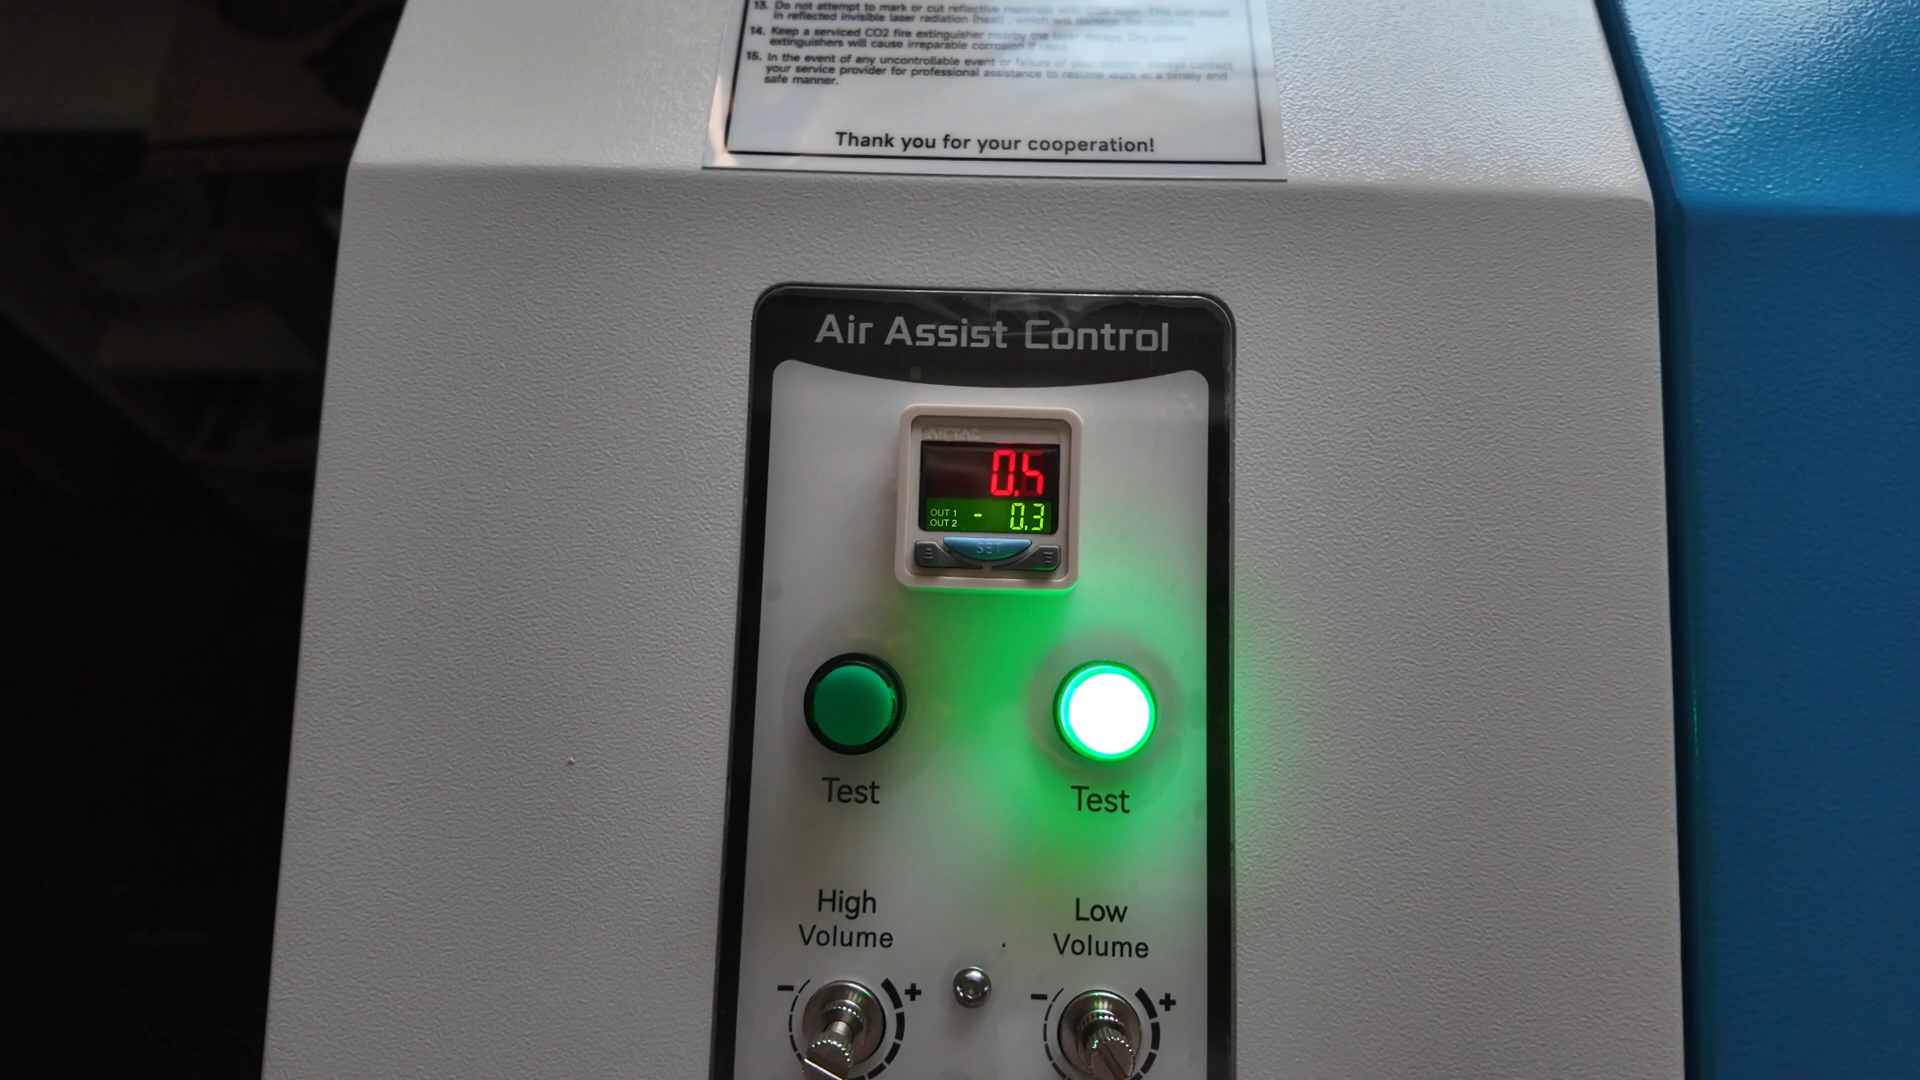 13. Do not attempt to mark or cut reflective materials with CO2 laser. This can result
in reflected invisible laser radiation (heat), which will damage the machine.
14. Keep a serviced CO2 fire extinguisher nearby the laser always. Dry powder
extinguishers will cause irreparable corrosion if used.
15. In the event of any uncontrollable event or failure of your system, always contact
your service provider for professional assistance to resume work in a timely and
safe manner.
Thank you for your cooperation!
Air Assist Control
AIRTAC
0.5
OUT 1
OUT 2
- 0.3
SET
Test
Test
High
Volume
Low
Volume
- +
- +